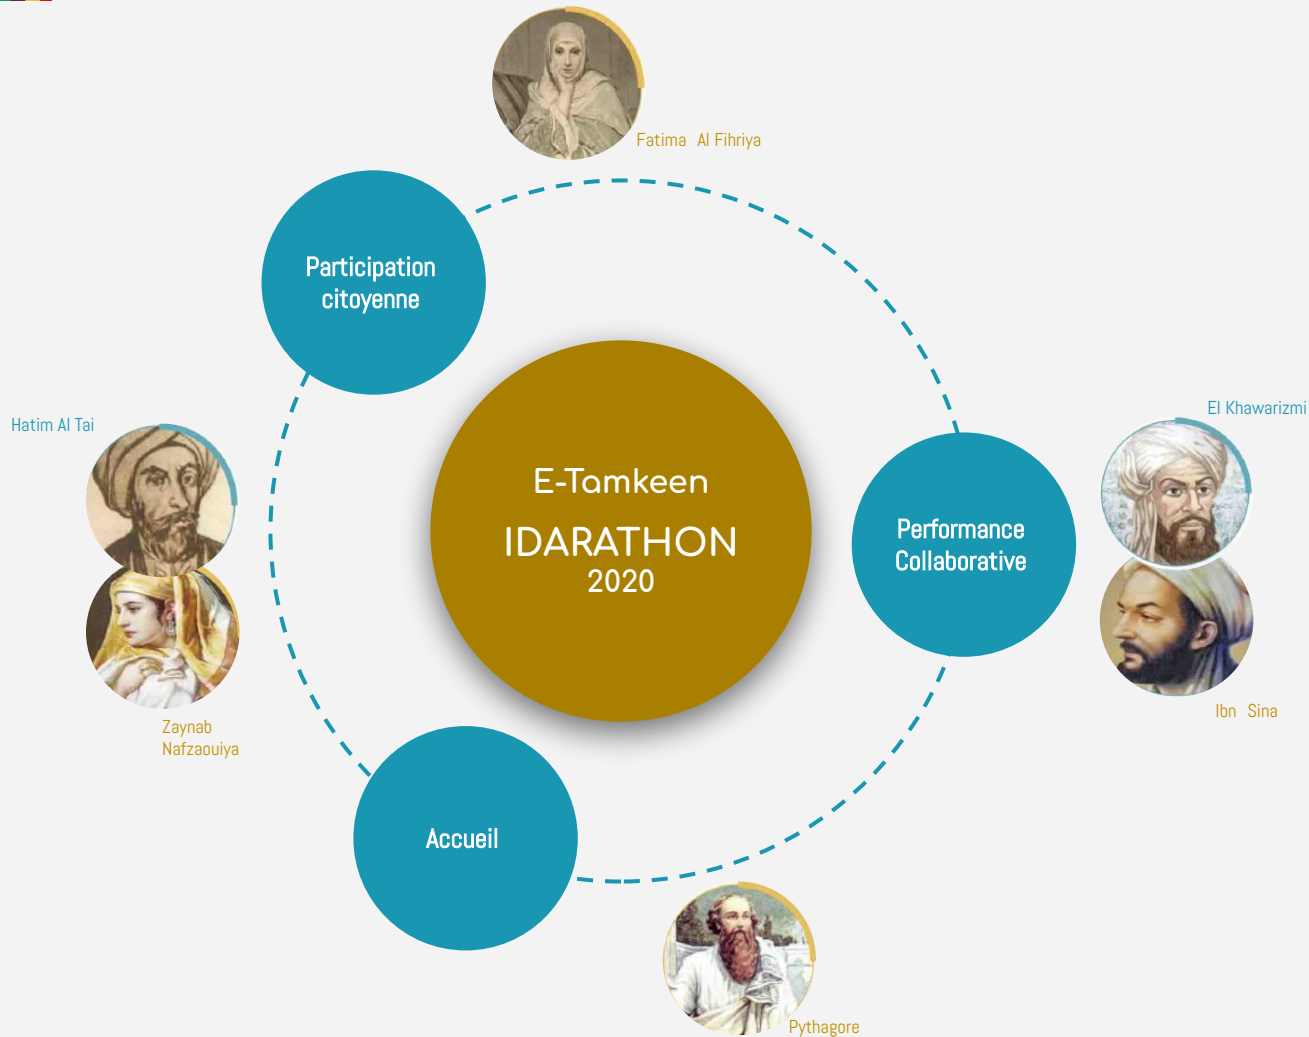 Fatima Al Fihriya
Participation
citoyenne
Hatim Al Tai
El Khawarizmi
E-Tamkeen
IDARATHON
2020
Performance
Collaborative
Ibn Sina
Zaynab
Nafzaouiya
Accueil
Pythagore